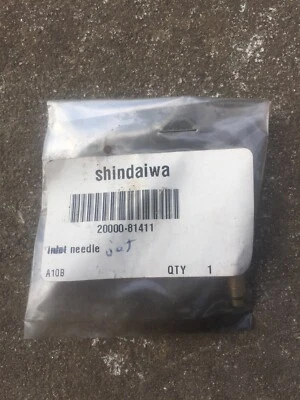 shindaiwa
20000-81411
Inlet needle
A10B QTY 1